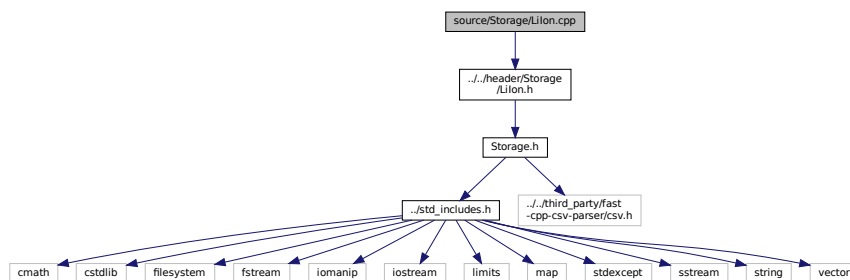 source/Storage/LiIon.cpp
../../header/Storage
/LiIon.h
Storage.h
../std_includes.h
../../third_party/fast
-cpp-csv-parser/csv.h
cmath
cstdlib
filesystem
fstream
iomanip
iostream
limits
map
stdexcept
sstream
string
vector